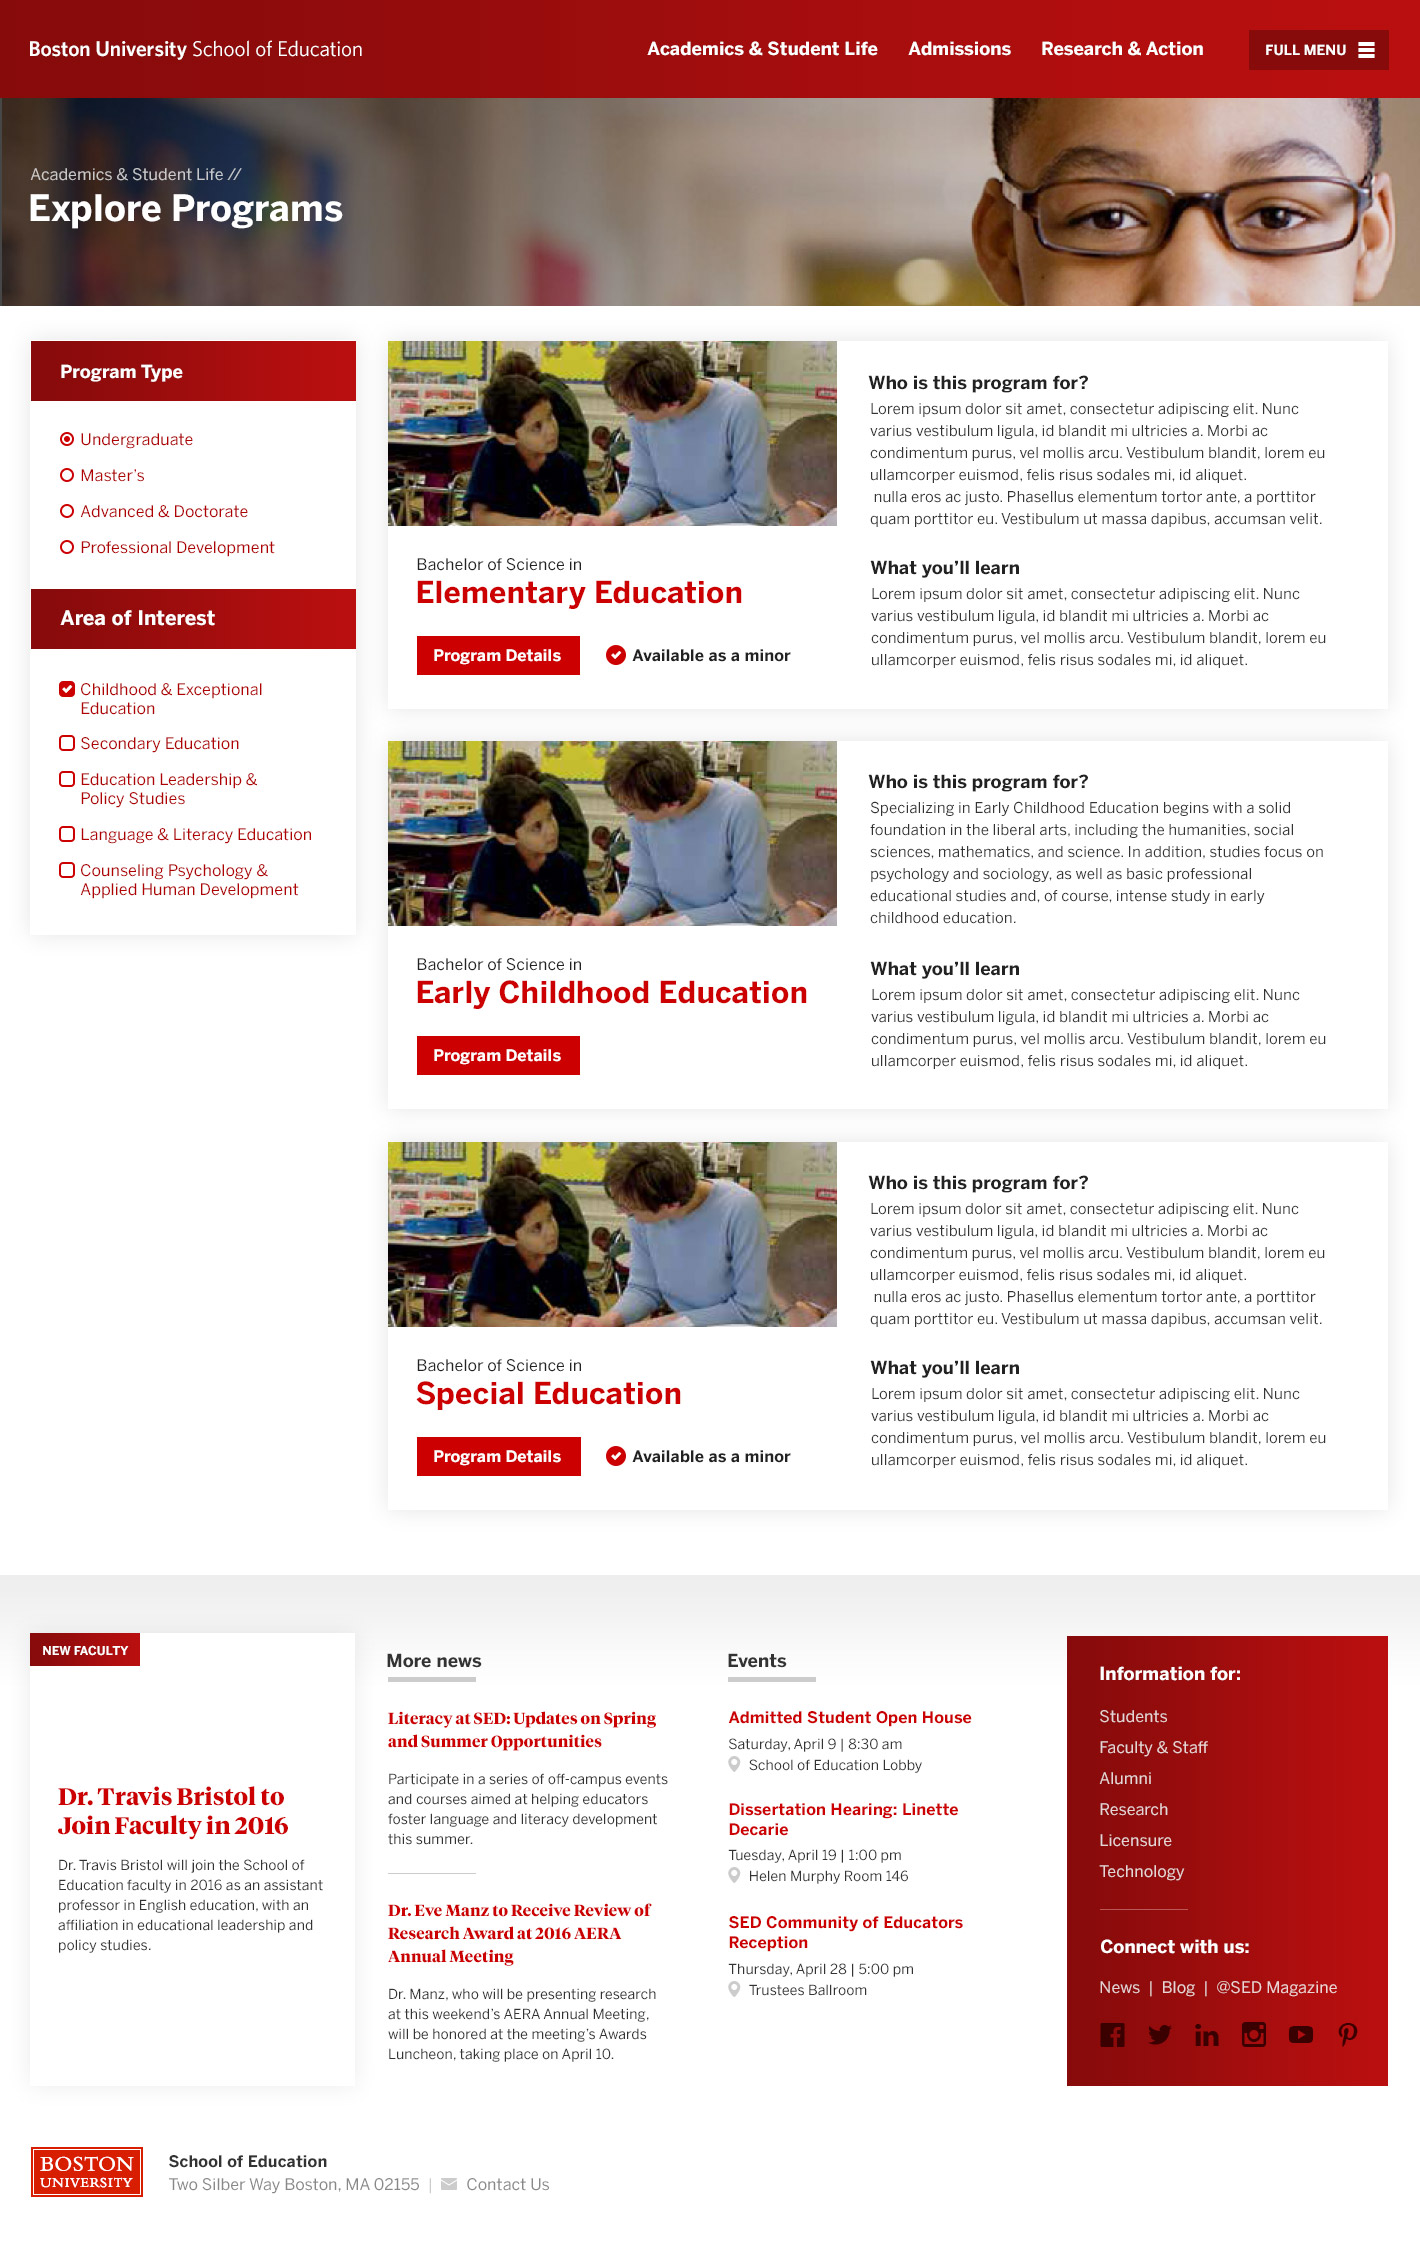 Boston University School of Education
Academics & Student Life
Admissions
Research & Action
FULL MENU
Academics & Student Life //
Explore Programs
Program Type
Undergraduate
Master's
Advanced & Doctorate
Professional Development
Area of Interest
Childhood & Exceptional
Education
Secondary Education
Education Leadership &
Policy Studies
Language & Literacy Education
Counseling Psychology &
Applied Human Development
Bachelor of Science in
Elementary Education
Program Details
Available as a minor
Who is this program for?
Lorem ipsum dolor sit amet, consectetur adipiscing elit. Nunc
varius vestibulum ligula, id blandit mi ultricies a. Morbi ac
condimentum purus, vel mollis arcu. Vestibulum blandit, lorem eu
ullamcorper euismod, felis risus sodales mi, id aliquet.
nulla eros ac justo. Phasellus elementum tortor ante, a porttitor
quam porttitor eu. Vestibulum ut massa dapibus, accumsan velit.
What you'll learn
Lorem ipsum dolor sit amet, consectetur adipiscing elit. Nunc
varius vestibulum ligula, id blandit mi ultricies a. Morbi ac
condimentum purus, vel mollis arcu. Vestibulum blandit, lorem eu
ullamcorper euismod, felis risus sodales mi, id aliquet.
Bachelor of Science in
Early Childhood Education
Program Details
Who is this program for?
Specializing in Early Childhood Education begins with a solid
foundation in the liberal arts, including the humanities, social
sciences, mathematics, and science. In addition, studies focus on
psychology and sociology, as well as basic professional
educational studies and, of course, intense study in early
childhood education.
What you'll learn
Lorem ipsum dolor sit amet, consectetur adipiscing elit. Nunc
varius vestibulum ligula, id blandit mi ultricies a. Morbi ac
condimentum purus, vel mollis arcu. Vestibulum blandit, lorem eu
ullamcorper euismod, felis risus sodales mi, id aliquet.
Bachelor of Science in
Special Education
Program Details
Available as a minor
Who is this program for?
Lorem ipsum dolor sit amet, consectetur adipiscing elit. Nunc
varius vestibulum ligula, id blandit mi ultricies a. Morbi ac
condimentum purus, vel mollis arcu. Vestibulum blandit, lorem eu
ullamcorper euismod, felis risus sodales mi, id aliquet.
nulla eros ac justo. Phasellus elementum tortor ante, a porttitor
quam porttitor eu. Vestibulum ut massa dapibus, accumsan velit.
What you'll learn
Lorem ipsum dolor sit amet, consectetur adipiscing elit. Nunc
varius vestibulum ligula, id blandit mi ultricies a. Morbi ac
condimentum purus, vel mollis arcu. Vestibulum blandit, lorem eu
ullamcorper euismod, felis risus sodales mi, id aliquet.
NEW FACULTY
Dr. Travis Bristol to
Join Faculty in 2016
Dr. Travis Bristol will join the School of
Education faculty in 2016 as an assistant
professor in English education, with an
affiliation in educational leadership and
policy studies.
More news
Literacy at SED: Updates on Spring
and Summer Opportunities
Participate in a series of off-campus events
and courses aimed at helping educators
foster language and literacy development
this summer.
Dr. Eve Manz to Receive Review of
Research Award at 2016 AERA
Annual Meeting
Dr. Manz, who will be presenting research
at this weekend's AERA Annual Meeting,
will be honored at the meeting's Awards
Luncheon, taking place on April 10.
Events
Admitted Student Open House
Saturday, April 9 | 8:30 am
School of Education Lobby
Dissertation Hearing: Linette
Decarie
Tuesday, April 19 | 1:00 pm
Helen Murphy Room 146
SED Community of Educators
Reception
Thursday, April 28 | 5:00 pm
Trustees Ballroom
Information for:
Students
Faculty & Staff
Alumni
Research
Licensure
Technology
Connect with us:
News | Blog | @SED Magazine
BOSTON
UNIVERSITY
School of Education
Two Silber Way Boston, MA 02155 | Contact Us